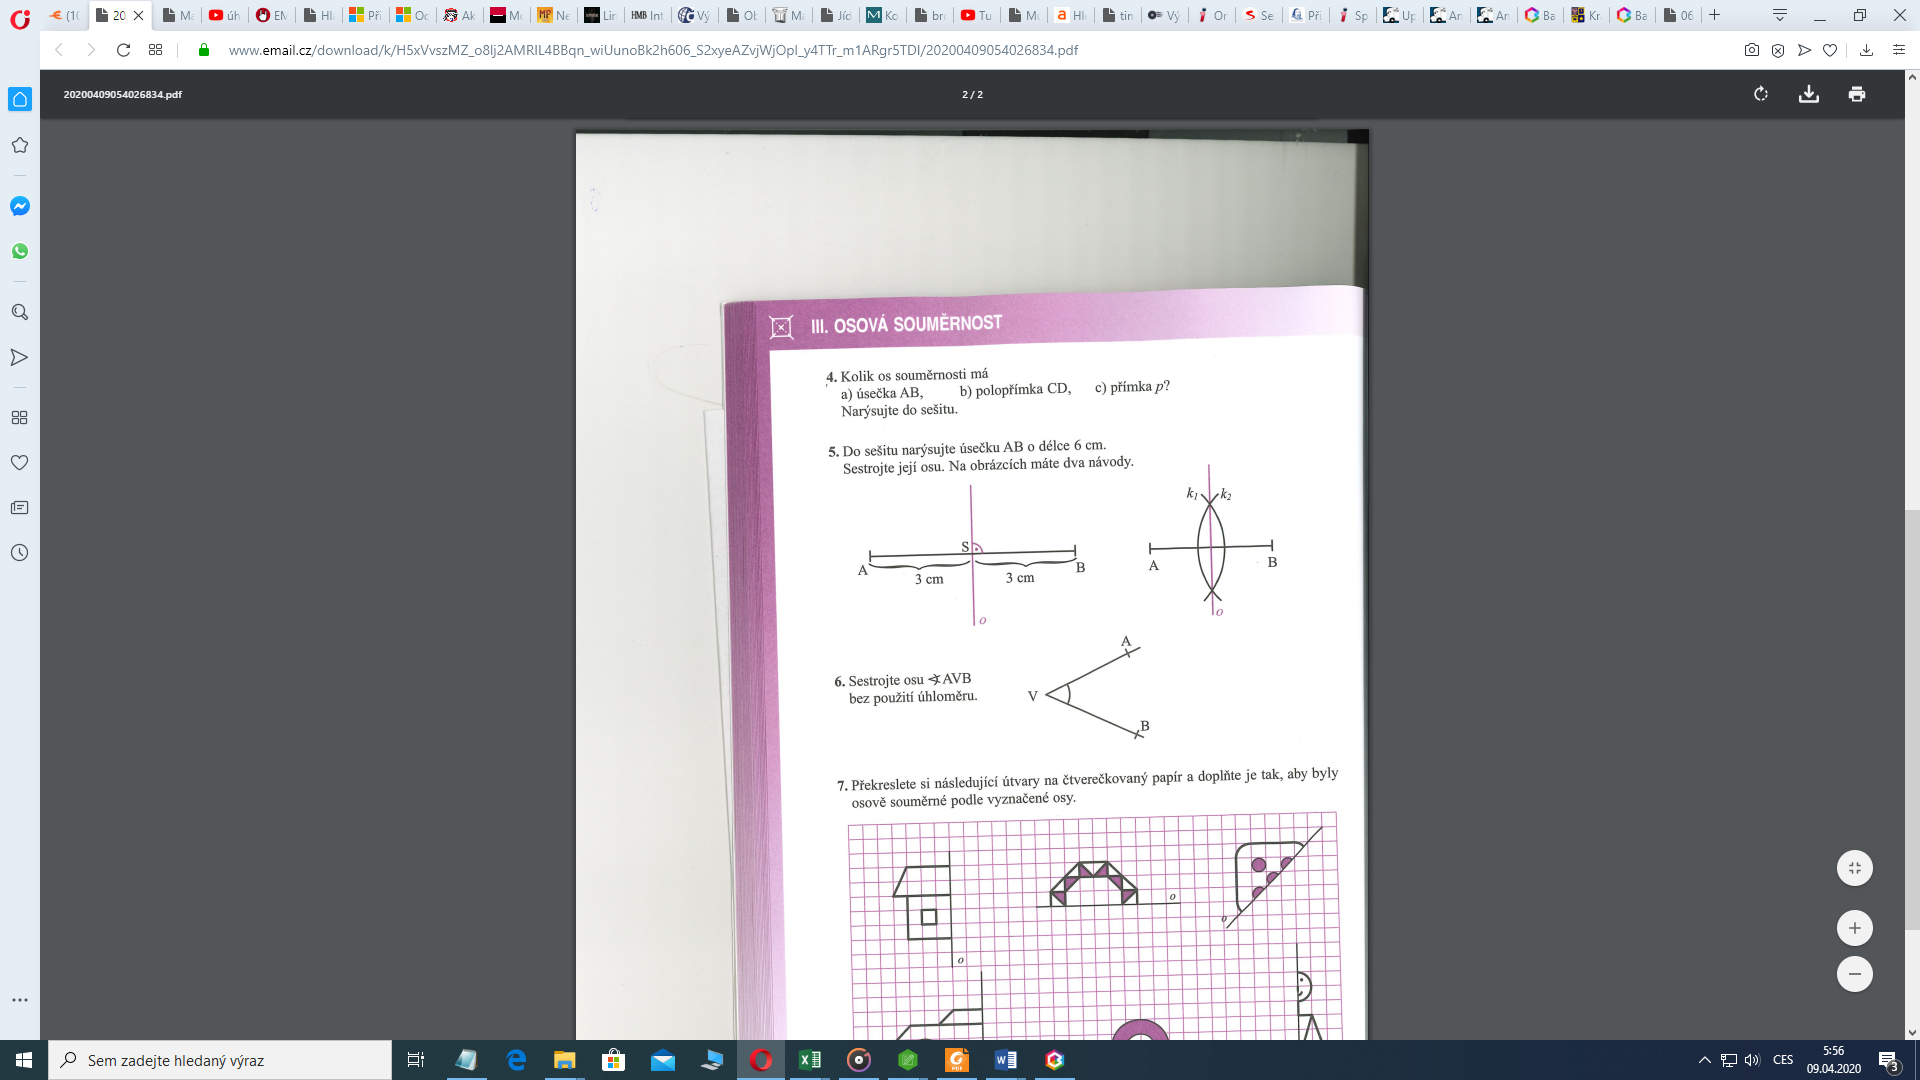 www.email.cz/download/k/H5xVvszMZ_o8lj2AMRIL4BBqn_wiUunoBk2h606_S2xyeAZvjWjOpl_y4TTr_m1ARgr5TDI/20200409054026834.pdf
20200409054026834.pdf
2 / 2
III. OSOVÁ SOUMĚRNOST
4. Kolik os souměrnosti má
a) úsečka AB, b) polopřímka CD, c) přímka p?
Narýsujte do sešitu.
5. Do sešitu narýsujte úsečku AB o délce 6 cm.
Sestrojte její osu. Na obrázcích máte dva návody.
k1 k2
S
A 3 cm 3 cm B
A B
o
o
A
6. Sestrojte osu ∢ AVB
bez použití úhloměru.
V
B
7. Překreslete si následující útvary na čtverečkovaný papír a doplňte je tak, aby byly
osově souměrné podle vyznačené osy.
o
o
o
Sem zadejte hledaný výraz
CES
5:56
09.04.2020
3